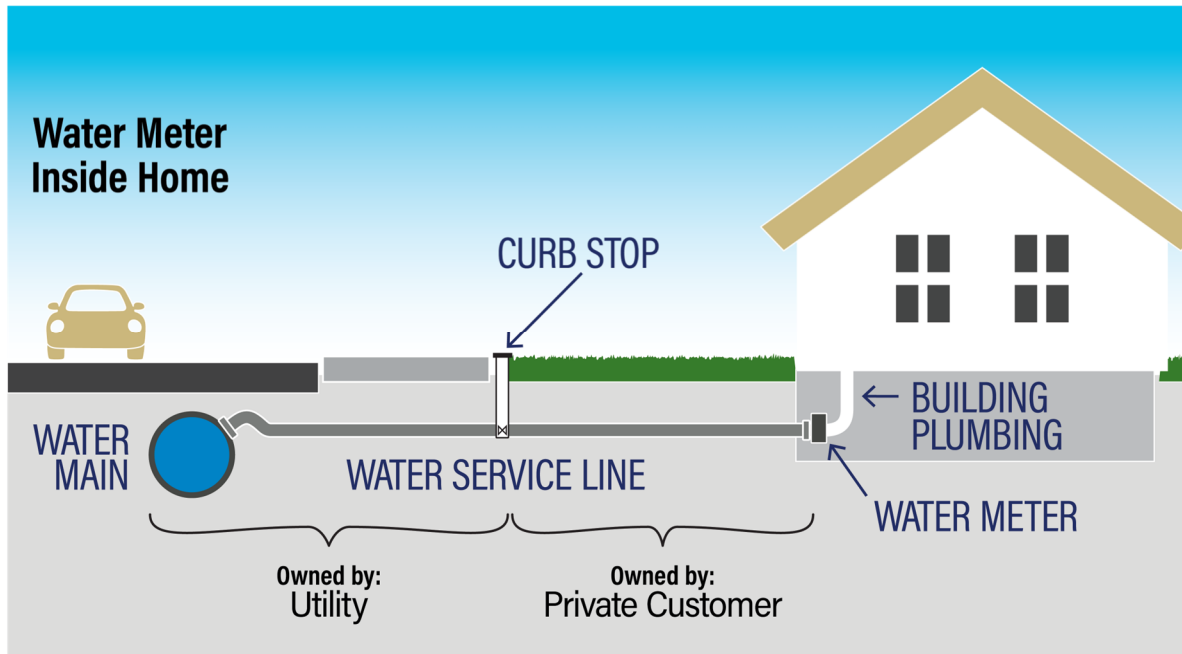 Water Meter
Inside Home
CURB STOP
WATER
MAIN
WATER SERVICE LINE
BUILDING
PLUMBING
WATER METER
Owned by:
Utility
Owned by:
Private Customer